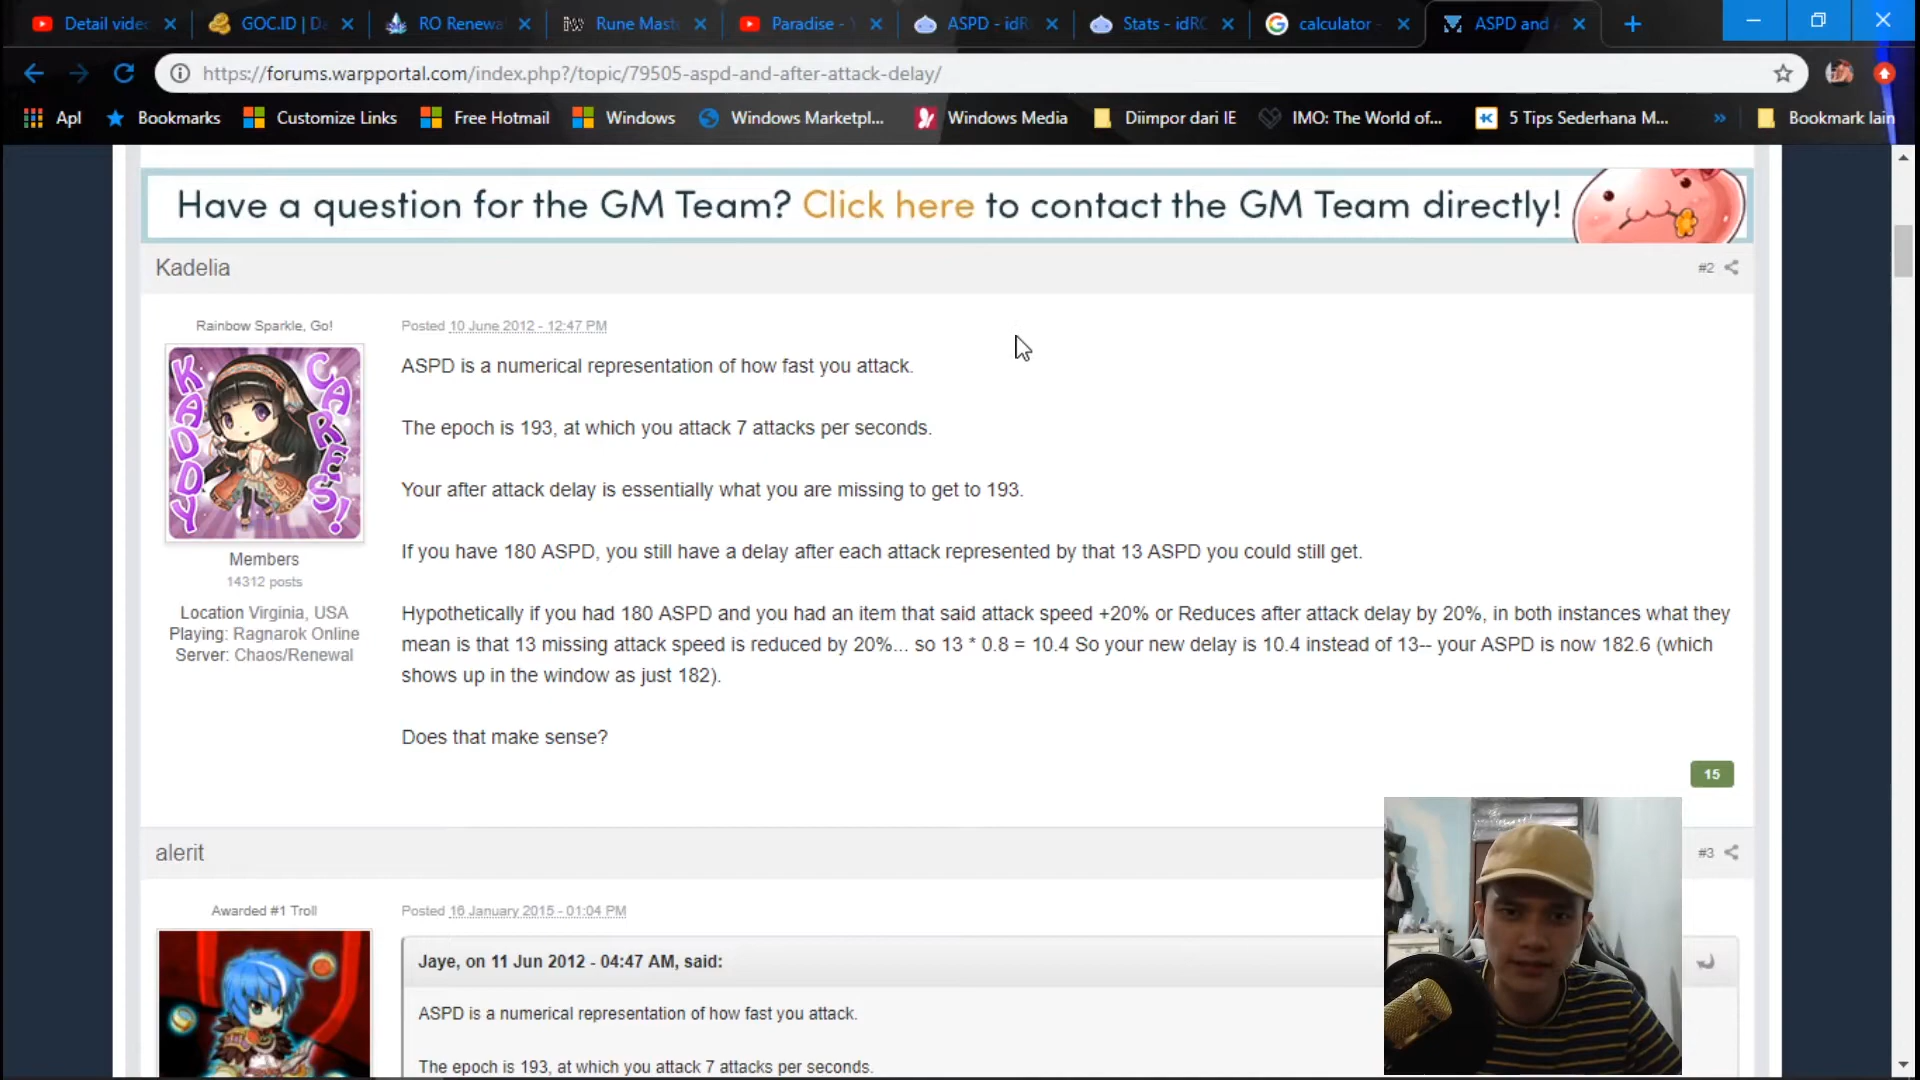 Detail vide
GOC.ID | Da
RO Renewa
Rune Mast
Paradise -
ASPD - idR
Stats - idRO
calculator -
ASPD and
https://forums.warpportal.com/index.php?/topic/79505-aspd-and-after-attack-delay/
Apl
Bookmarks
Customize Links
Free Hotmail
Windows
Windows Marketpl...
Windows Media
Diimpor dari IE
IMO: The World of...
5 Tips Sederhana M...
»
Bookmark lain
Have a question for the GM Team? Click here to contact the GM Team directly!
Kadelia
#2
Rainbow Sparkle, Go!
KADDY
CARES!
Members
14312 posts
Location Virginia, USA
Playing: Ragnarok Online
Server: Chaos/Renewal
Posted 10 June 2012 - 12:47 PM
ASPD is a numerical representation of how fast you attack.
The epoch is 193, at which you attack 7 attacks per seconds.
Your after attack delay is essentially what you are missing to get to 193.
If you have 180 ASPD, you still have a delay after each attack represented by that 13 ASPD you could still get.
Hypothetically if you had 180 ASPD and you had an item that said attack speed +20% or Reduces after attack delay by 20%, in both instances what they
mean is that 13 missing attack speed is reduced by 20%... so 13 * 0.8 = 10.4 So your new delay is 10.4 instead of 13-- your ASPD is now 182.6 (which
shows up in the window as just 182).
Does that make sense?
15
alerit
#3
Awarded #1 Troll
Posted 16 January 2015 - 01:04 PM
Jaye, on 11 Jun 2012 - 04:47 AM, said:
ASPD is a numerical representation of how fast you attack.
The epoch is 193, at which you attack 7 attacks per seconds.